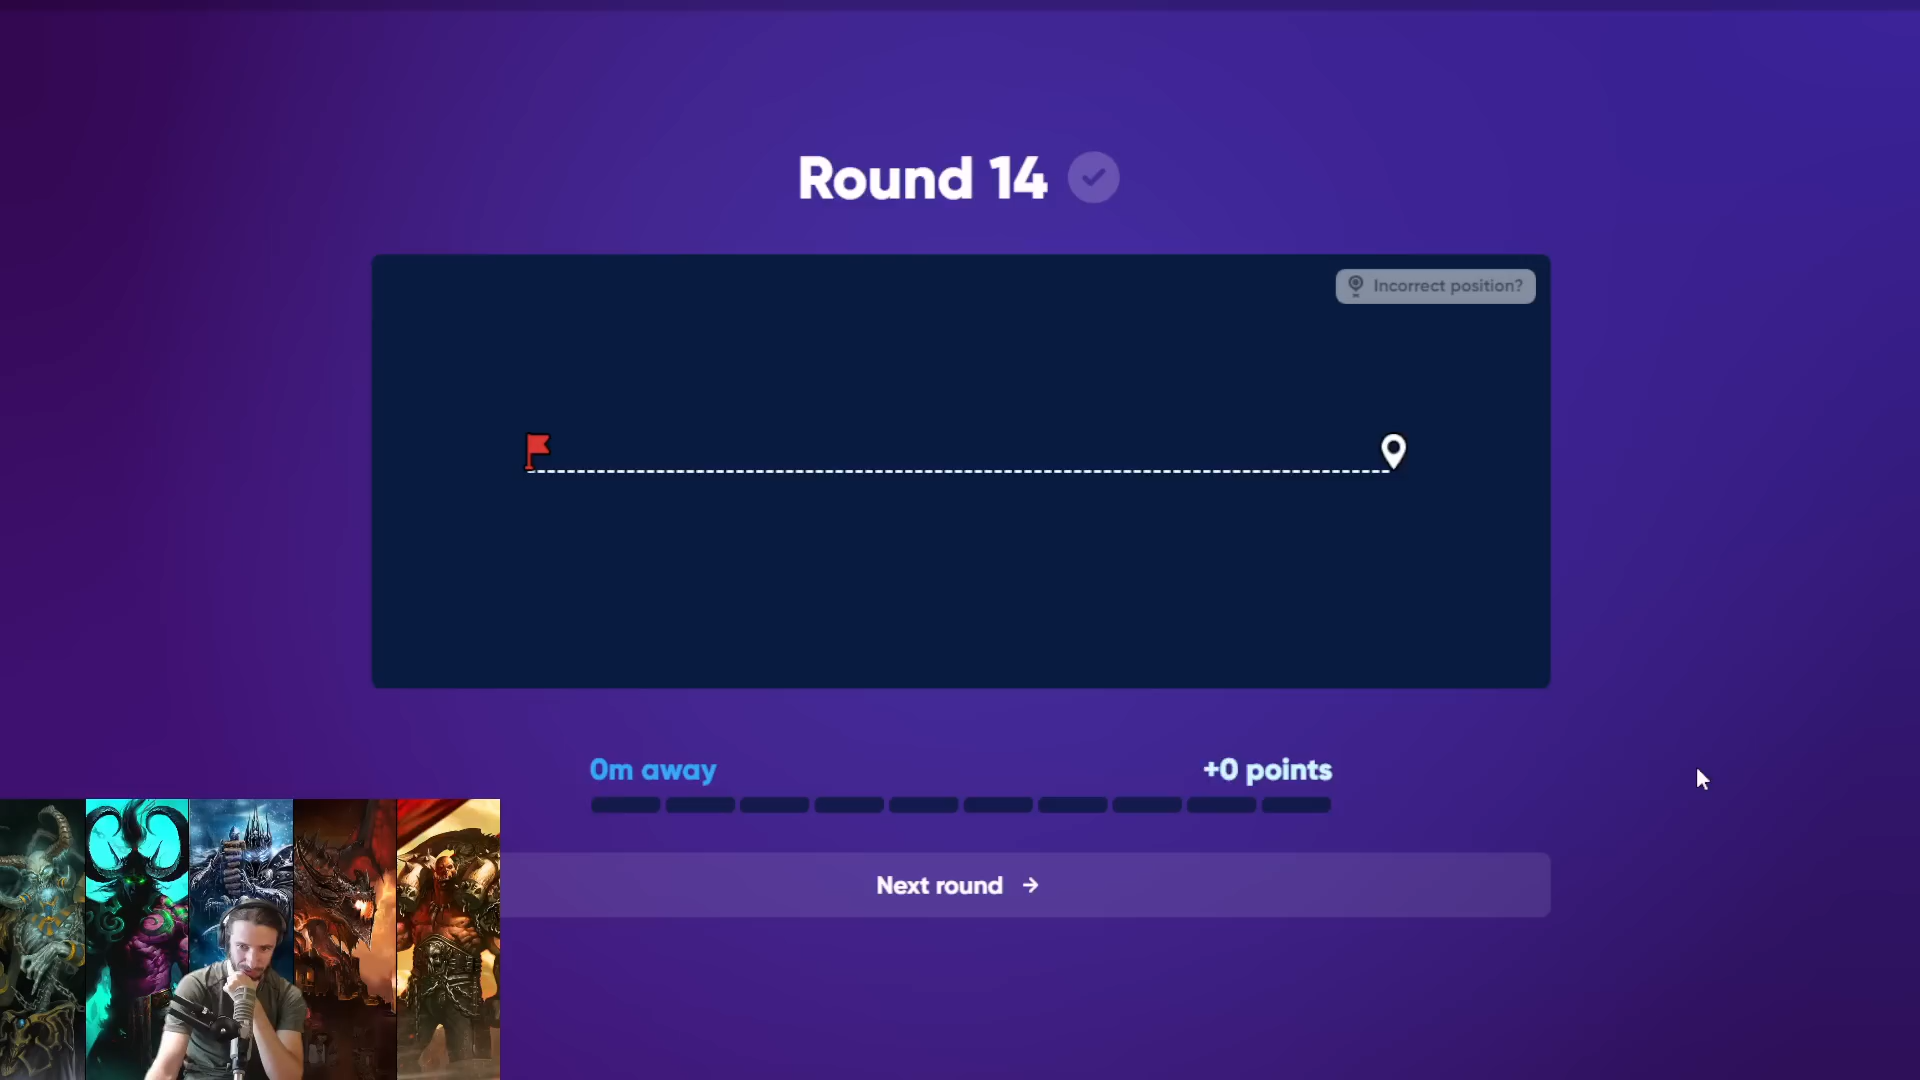 Round 14
Incorrect position?
0m away
+0 points
Next round